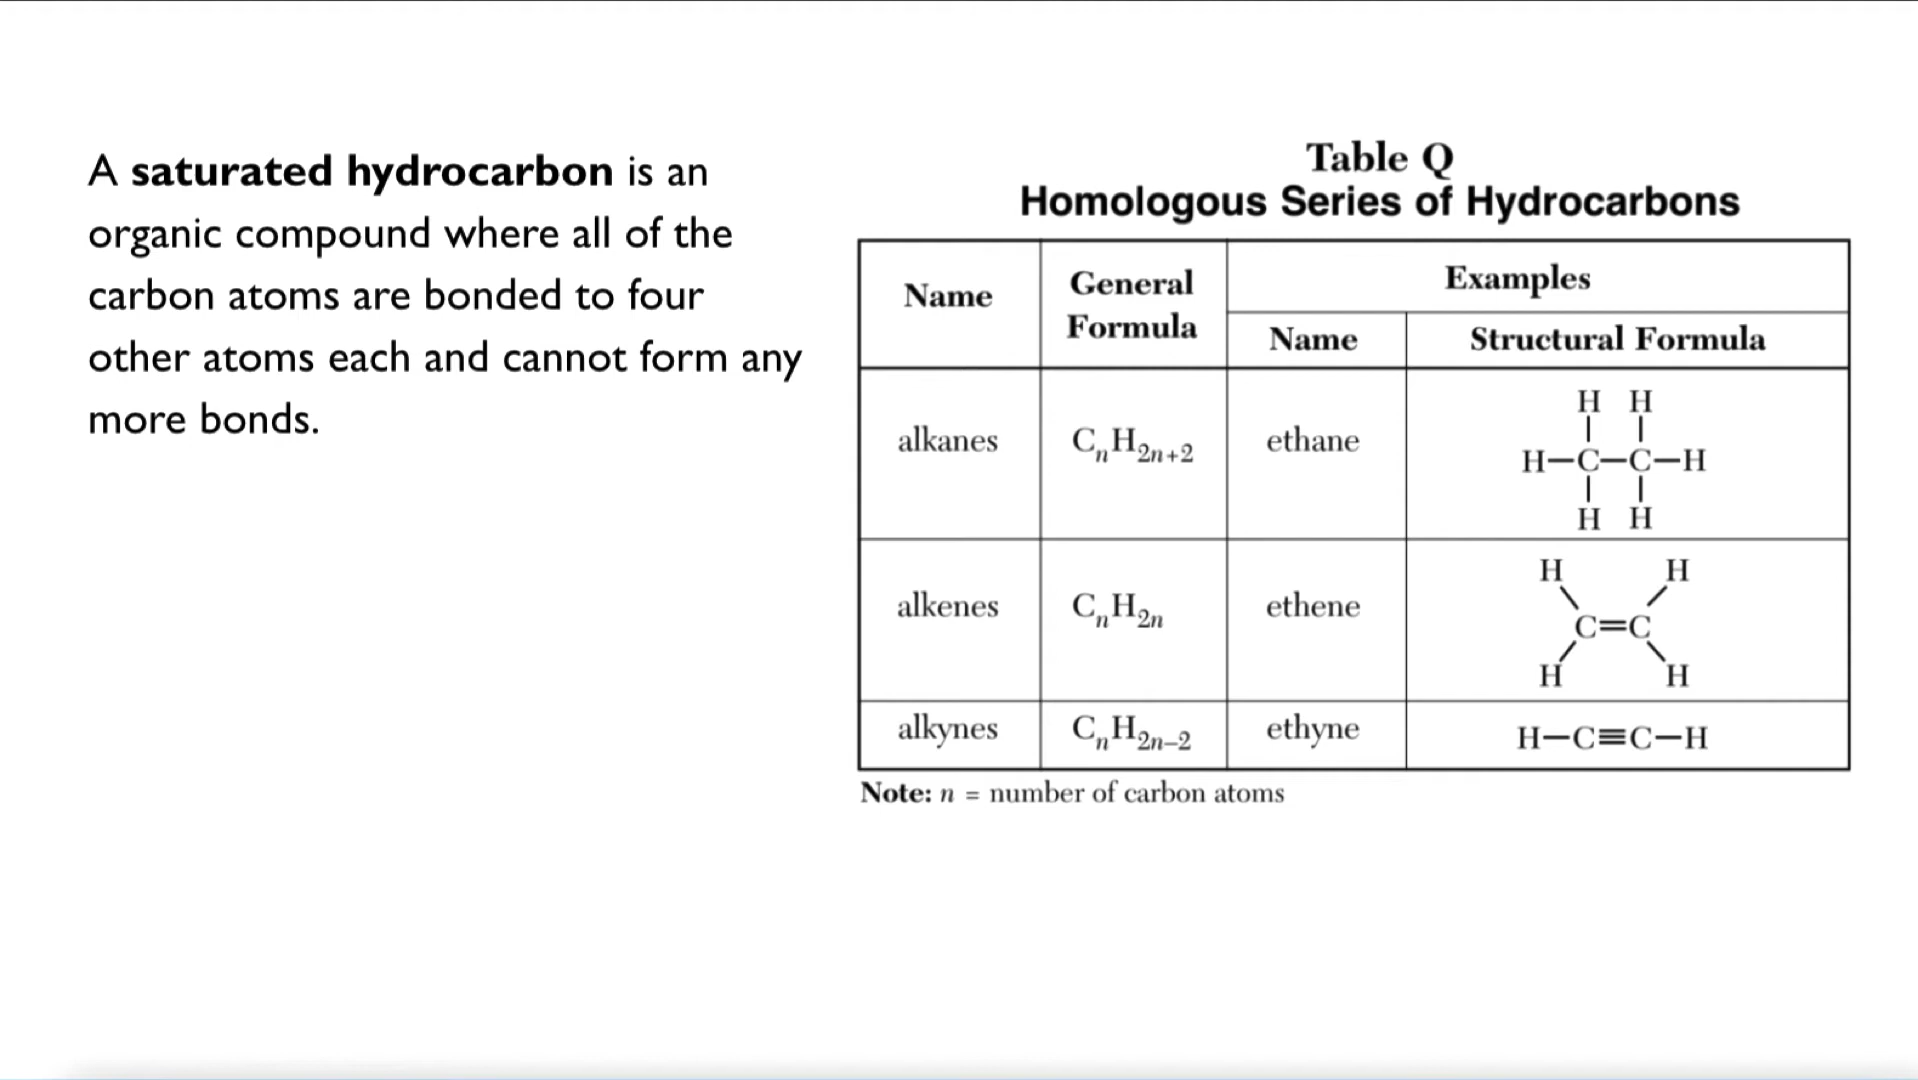 A saturated hydrocarbon is an
organic compound where all of the
carbon atoms are bonded to four
other atoms each and cannot form any
more bonds.
Table Q
Homologous Series of Hydrocarbons
Name
General
Formula
Examples
Name
Structural Formula
alkanes
CₙH₂ₙ₊₂
ethane
H H
H–C–C–H
H H
alkenes
CₙH₂ₙ
ethene
H H
C=C
H H
alkynes
CₙH₂ₙ₋₂
ethyne
H–C≡C–H
Note: n = number of carbon atoms